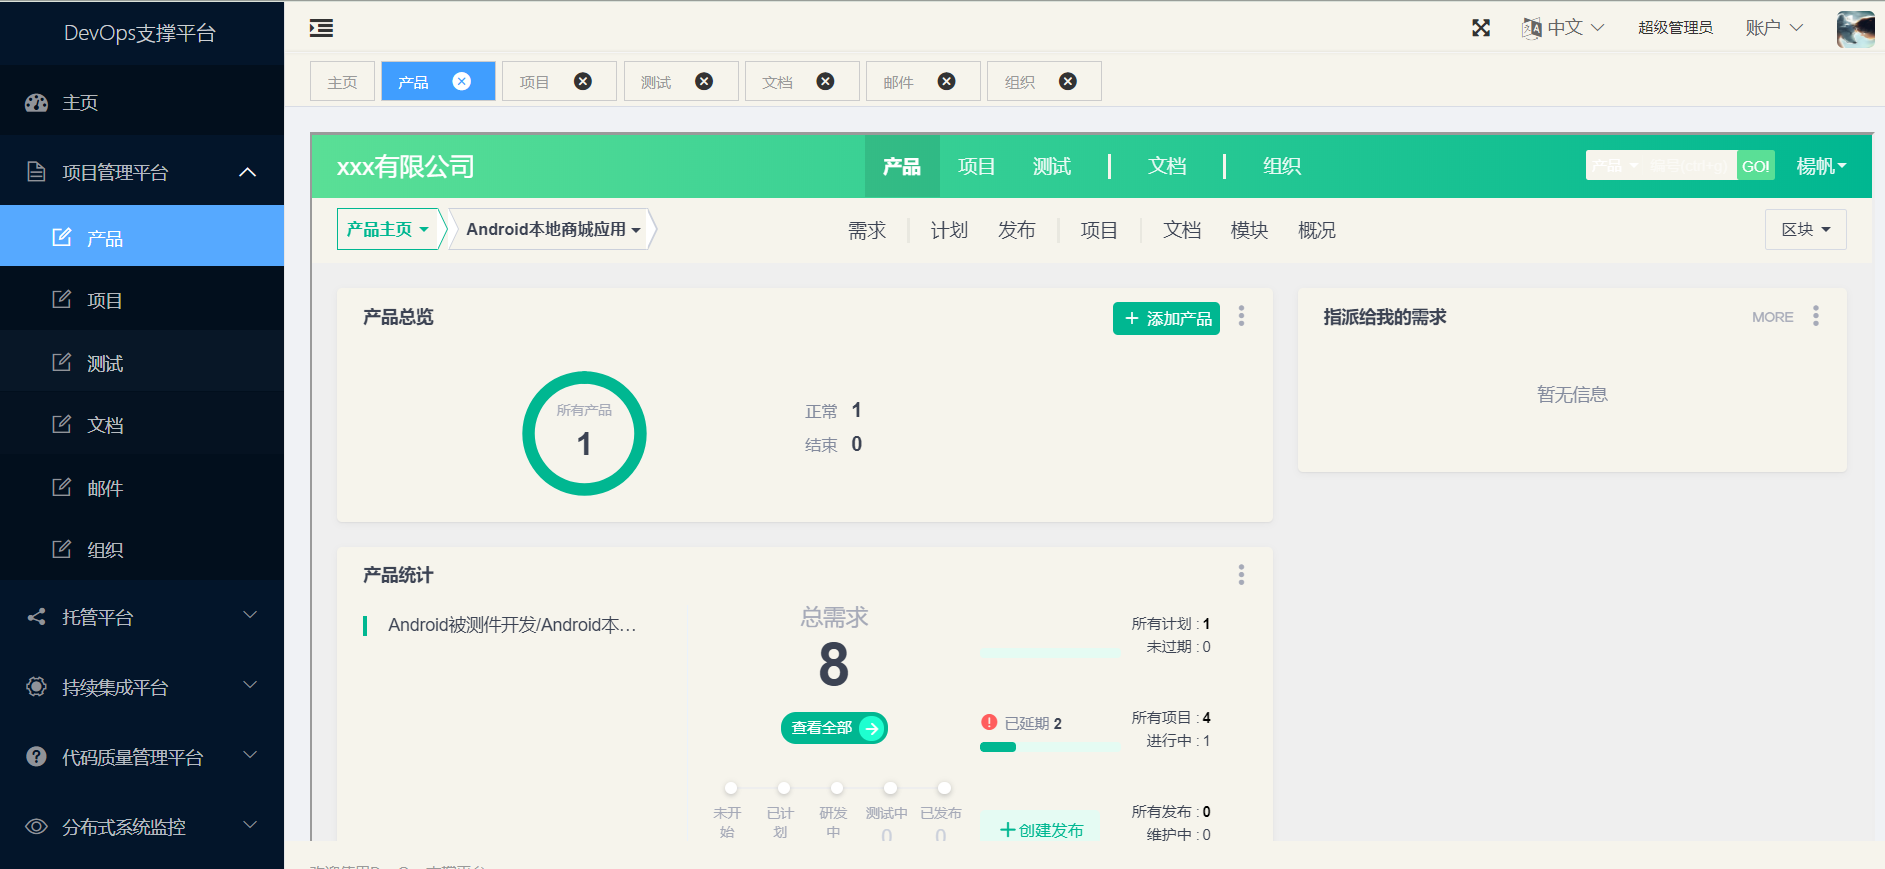 DevOps支撑平台
主页
项目管理平台
产品
项目
测试
文档
邮件
组织
托管平台
持续集成平台
代码质量管理平台
分布式系统监控
中文
超级管理员
账户
主页 产品 项目 测试 文档 邮件 组织
xxx有限公司
产品 项目 测试 | 文档 | 组织
产品
GO!
楊帆
产品主页
Android本地商城应用
需求 计划 发布 项目 文档 模块 概况
区块
产品总览
+ 添加产品
所有产品
1
正常 1
结束 0
指派给我的需求
MORE
暂无信息
产品统计
Android被测件开发/Android本…
总需求
8
查看全部
未开始
已计划
研发中
测试中
0
已发布
0
所有计划 : 1
未过期 : 0
已延期 2
所有项目 : 4
进行中 : 1
+创建发布
所有发布 : 0
维护中 : 0